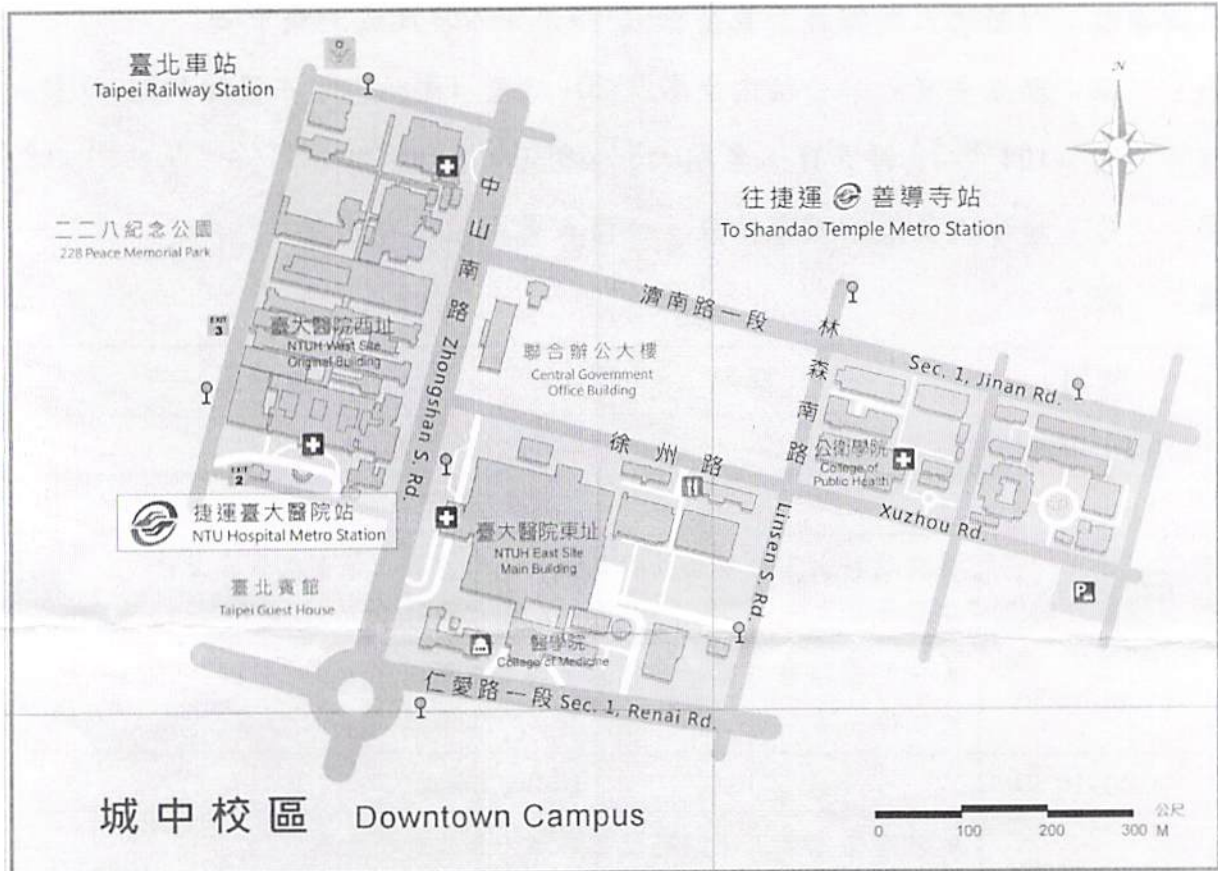 臺北車站
Taipei Railway Station
N
二二八紀念公園
228 Peace Memorial Park
往捷運 善導寺站
To Shandao Temple Metro Station
中山南路 Zhongshan S. Rd.
濟南路一段 Sec. 1, Jinan Rd.
林森南路 Linsen S. Rd.
EXIT
3
臺大醫院西址
NTUH West Site
Original Building
聯合辦公大樓
Central Government
Office Building
徐州路 Xuzhou Rd.
公衛學院
College of
Public Health
EXIT
2
捷運臺大醫院站
NTU Hospital Metro Station
臺大醫院東址
NTUH East Site
Main Building
臺北賓館
Taipei Guest House
P
醫學院
College of Medicine
仁愛路一段 Sec. 1, Renai Rd.
城中校區 Downtown Campus
0 100 200 300 公尺
M